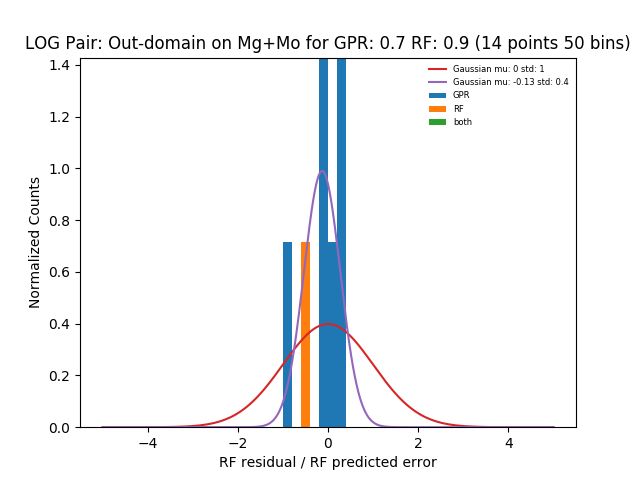 LOG Pair: Out-domain on Mg+Mo for GPR: 0.7 RF: 0.9 (14 points 50 bins)
Gaussian mu: 0 std: 1
Gaussian mu: -0.13 std: 0.4
GPR
RF
both
Normalized Counts
1.4
1.2
1.0
0.8
0.6
0.4
0.2
0.0
−4 −2 0 2 4
RF residual / RF predicted error